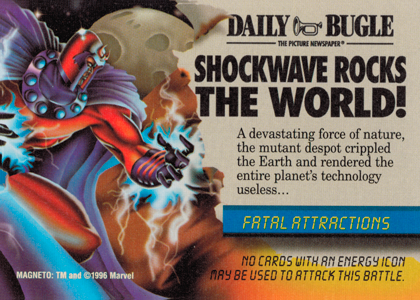 DAILY BUGLE
THE PICTURE NEWSPAPER®
SHOCKWAVE ROCKS
THE WORLD!
A devastating force of nature,
the mutant despot crippled
the Earth and rendered the
entire planet's technology
useless...
FATAL ATTRACTIONS
NO CARDS WITH AN ENERGY ICON
MAY BE USED TO ATTACK THIS BATTLE.
MAGNETO: TM and ©1996 Marvel